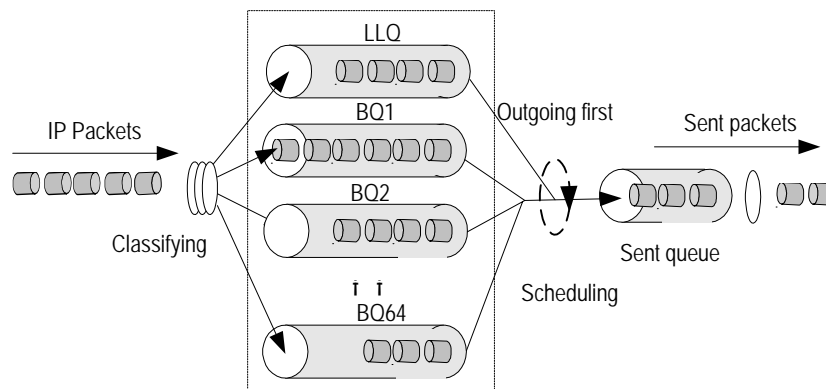 LLQ
IP Packets
BQ1
Outgoing first
Sent packets
BQ2
Classifying
Sent queue
Scheduling
BQ64